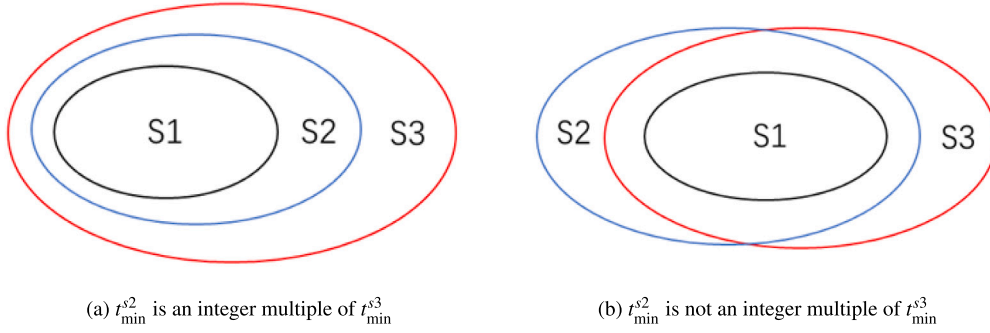 S1 S2 S3
S2 S1 S3
(a) t_min^s2 is an integer multiple of t_min^s3
(b) t_min^s2 is not an integer multiple of t_min^s3